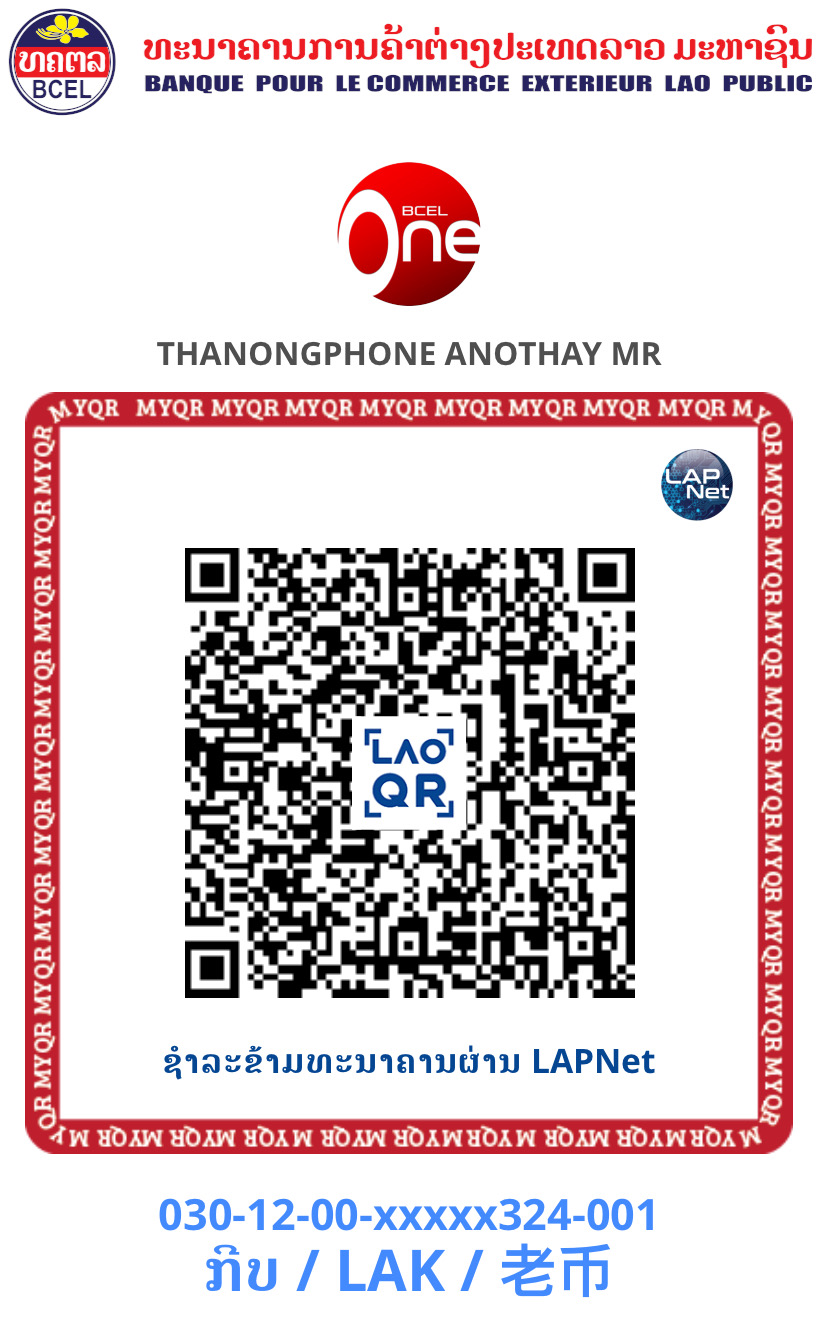 ທຄຕລ
BCEL
ທະນາຄານການຄ້າຕ່າງປະເທດລາວ ມະຫາຊົນ
BANQUE POUR LE COMMERCE EXTERIEUR LAO PUBLIC
BCEL
One
THANONGPHONE ANOTHAY MR
MYQR MYQR MYQR MYQR MYQR MYQR MYQR MYQR MYQR MYQR
LAP
Net
LAO
QR
ຊຳລະຂ້າມທະນາຄານຜ່ານ LAPNet
030-12-00-xxxxx324-001
ກີບ / LAK / 老币